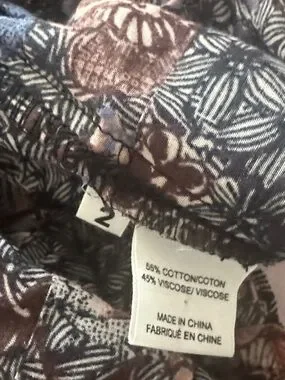 2
55% COTTON/COTON
45% VISCOSE/ VISCOSE
MADE IN CHINA
FABRIQUÉ EN CHINE